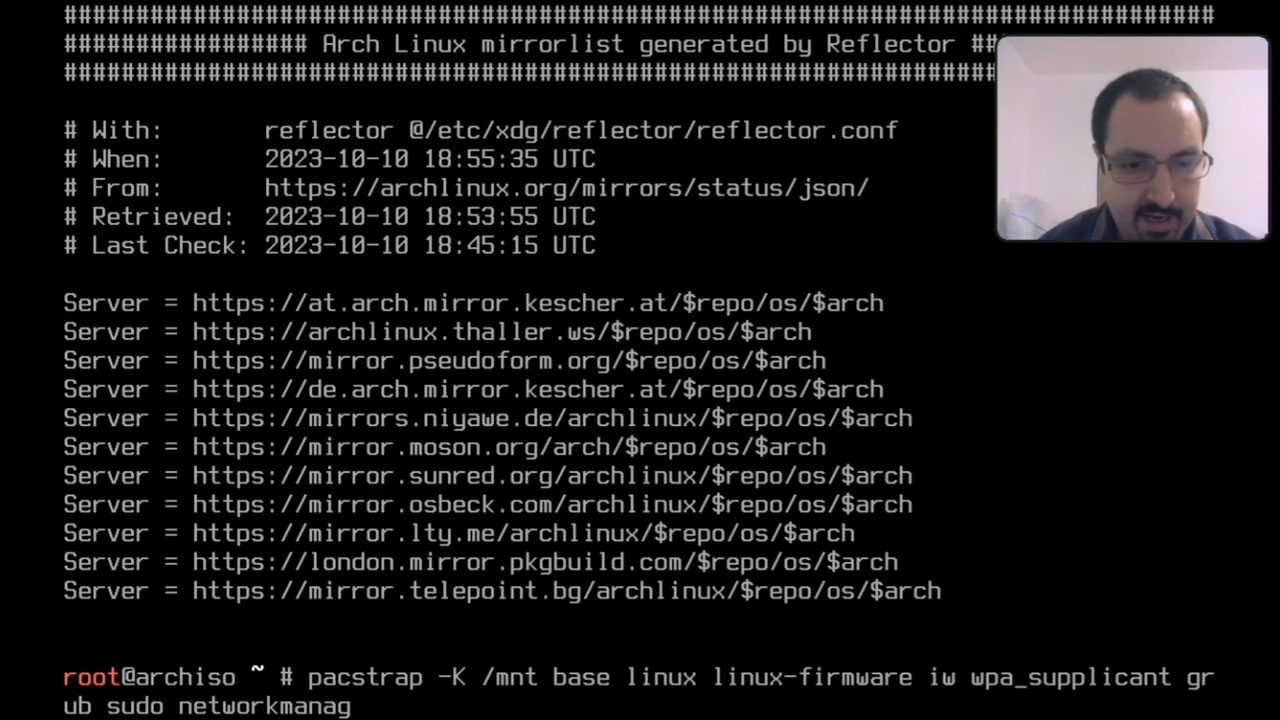 ################################################################################
################# Arch Linux mirrorlist generated by Reflector ##
#################################################################
# With:       reflector @/etc/xdg/reflector/reflector.conf
# When:       2023-10-10 18:55:35 UTC
# From:       https://archlinux.org/mirrors/status/json/
# Retrieved:  2023-10-10 18:53:55 UTC
# Last Check: 2023-10-10 18:45:15 UTC
Server = https://at.arch.mirror.kescher.at/$repo/os/$arch
Server = https://archlinux.thaller.ws/$repo/os/$arch
Server = https://mirror.pseudoform.org/$repo/os/$arch
Server = https://de.arch.mirror.kescher.at/$repo/os/$arch
Server = https://mirrors.niyawe.de/archlinux/$repo/os/$arch
Server = https://mirror.moson.org/arch/$repo/os/$arch
Server = https://mirror.sunred.org/archlinux/$repo/os/$arch
Server = https://mirror.osbeck.com/archlinux/$repo/os/$arch
Server = https://mirror.lty.me/archlinux/$repo/os/$arch
Server = https://london.mirror.pkgbuild.com/$repo/os/$arch
Server = https://mirror.telepoint.bg/archlinux/$repo/os/$arch
root@archiso ~ # pacstrap -K /mnt base linux linux-firmware iw wpa_supplicant gr
ub sudo networkmanag